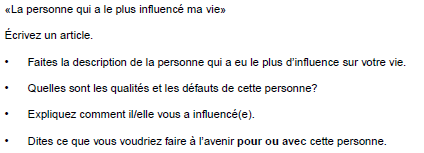 «La personne qui a le plus influencé ma vie»
Écrivez un article.
• Faites la description de la personne qui a eu le plus d'influence sur votre vie.
• Quelles sont les qualités et les défauts de cette personne?
• Expliquez comment il/elle vous a influencé(e).
• Dites ce que vous voudriez faire à l'avenir pour ou avec cette personne.